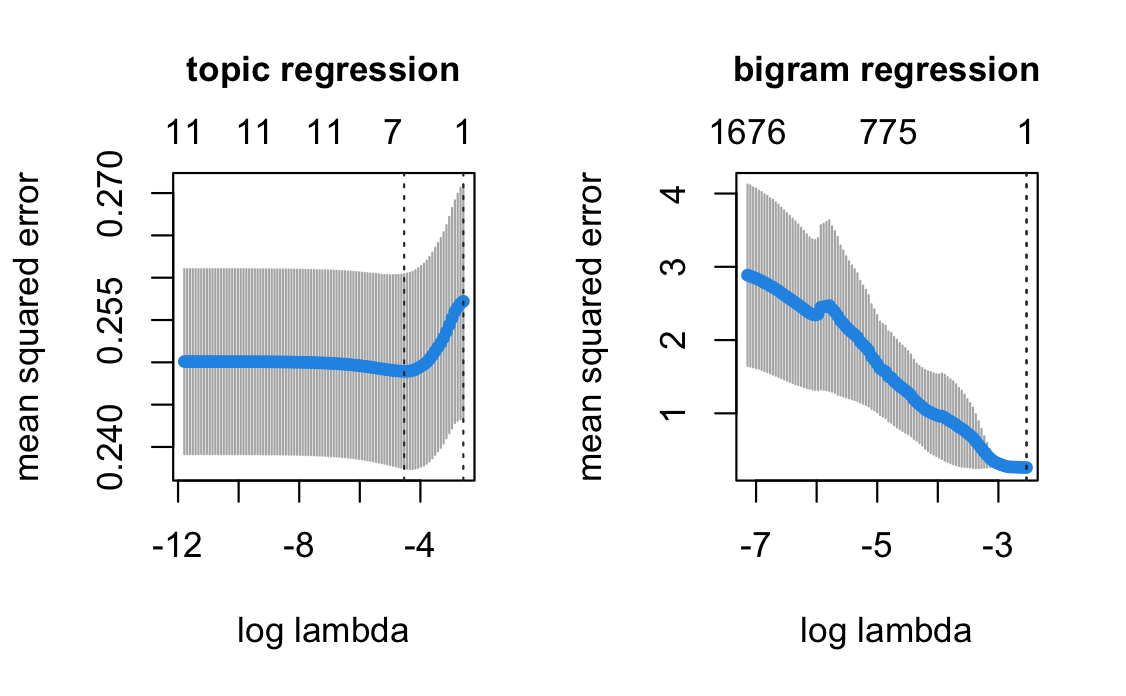 topic regression
11 11 11 7 1
mean squared error
0.270
0.255
0.240
-12 -8 -4
log lambda
bigram regression
1676 775 1
mean squared error
4
3
2
1
-7 -5 -3
log lambda